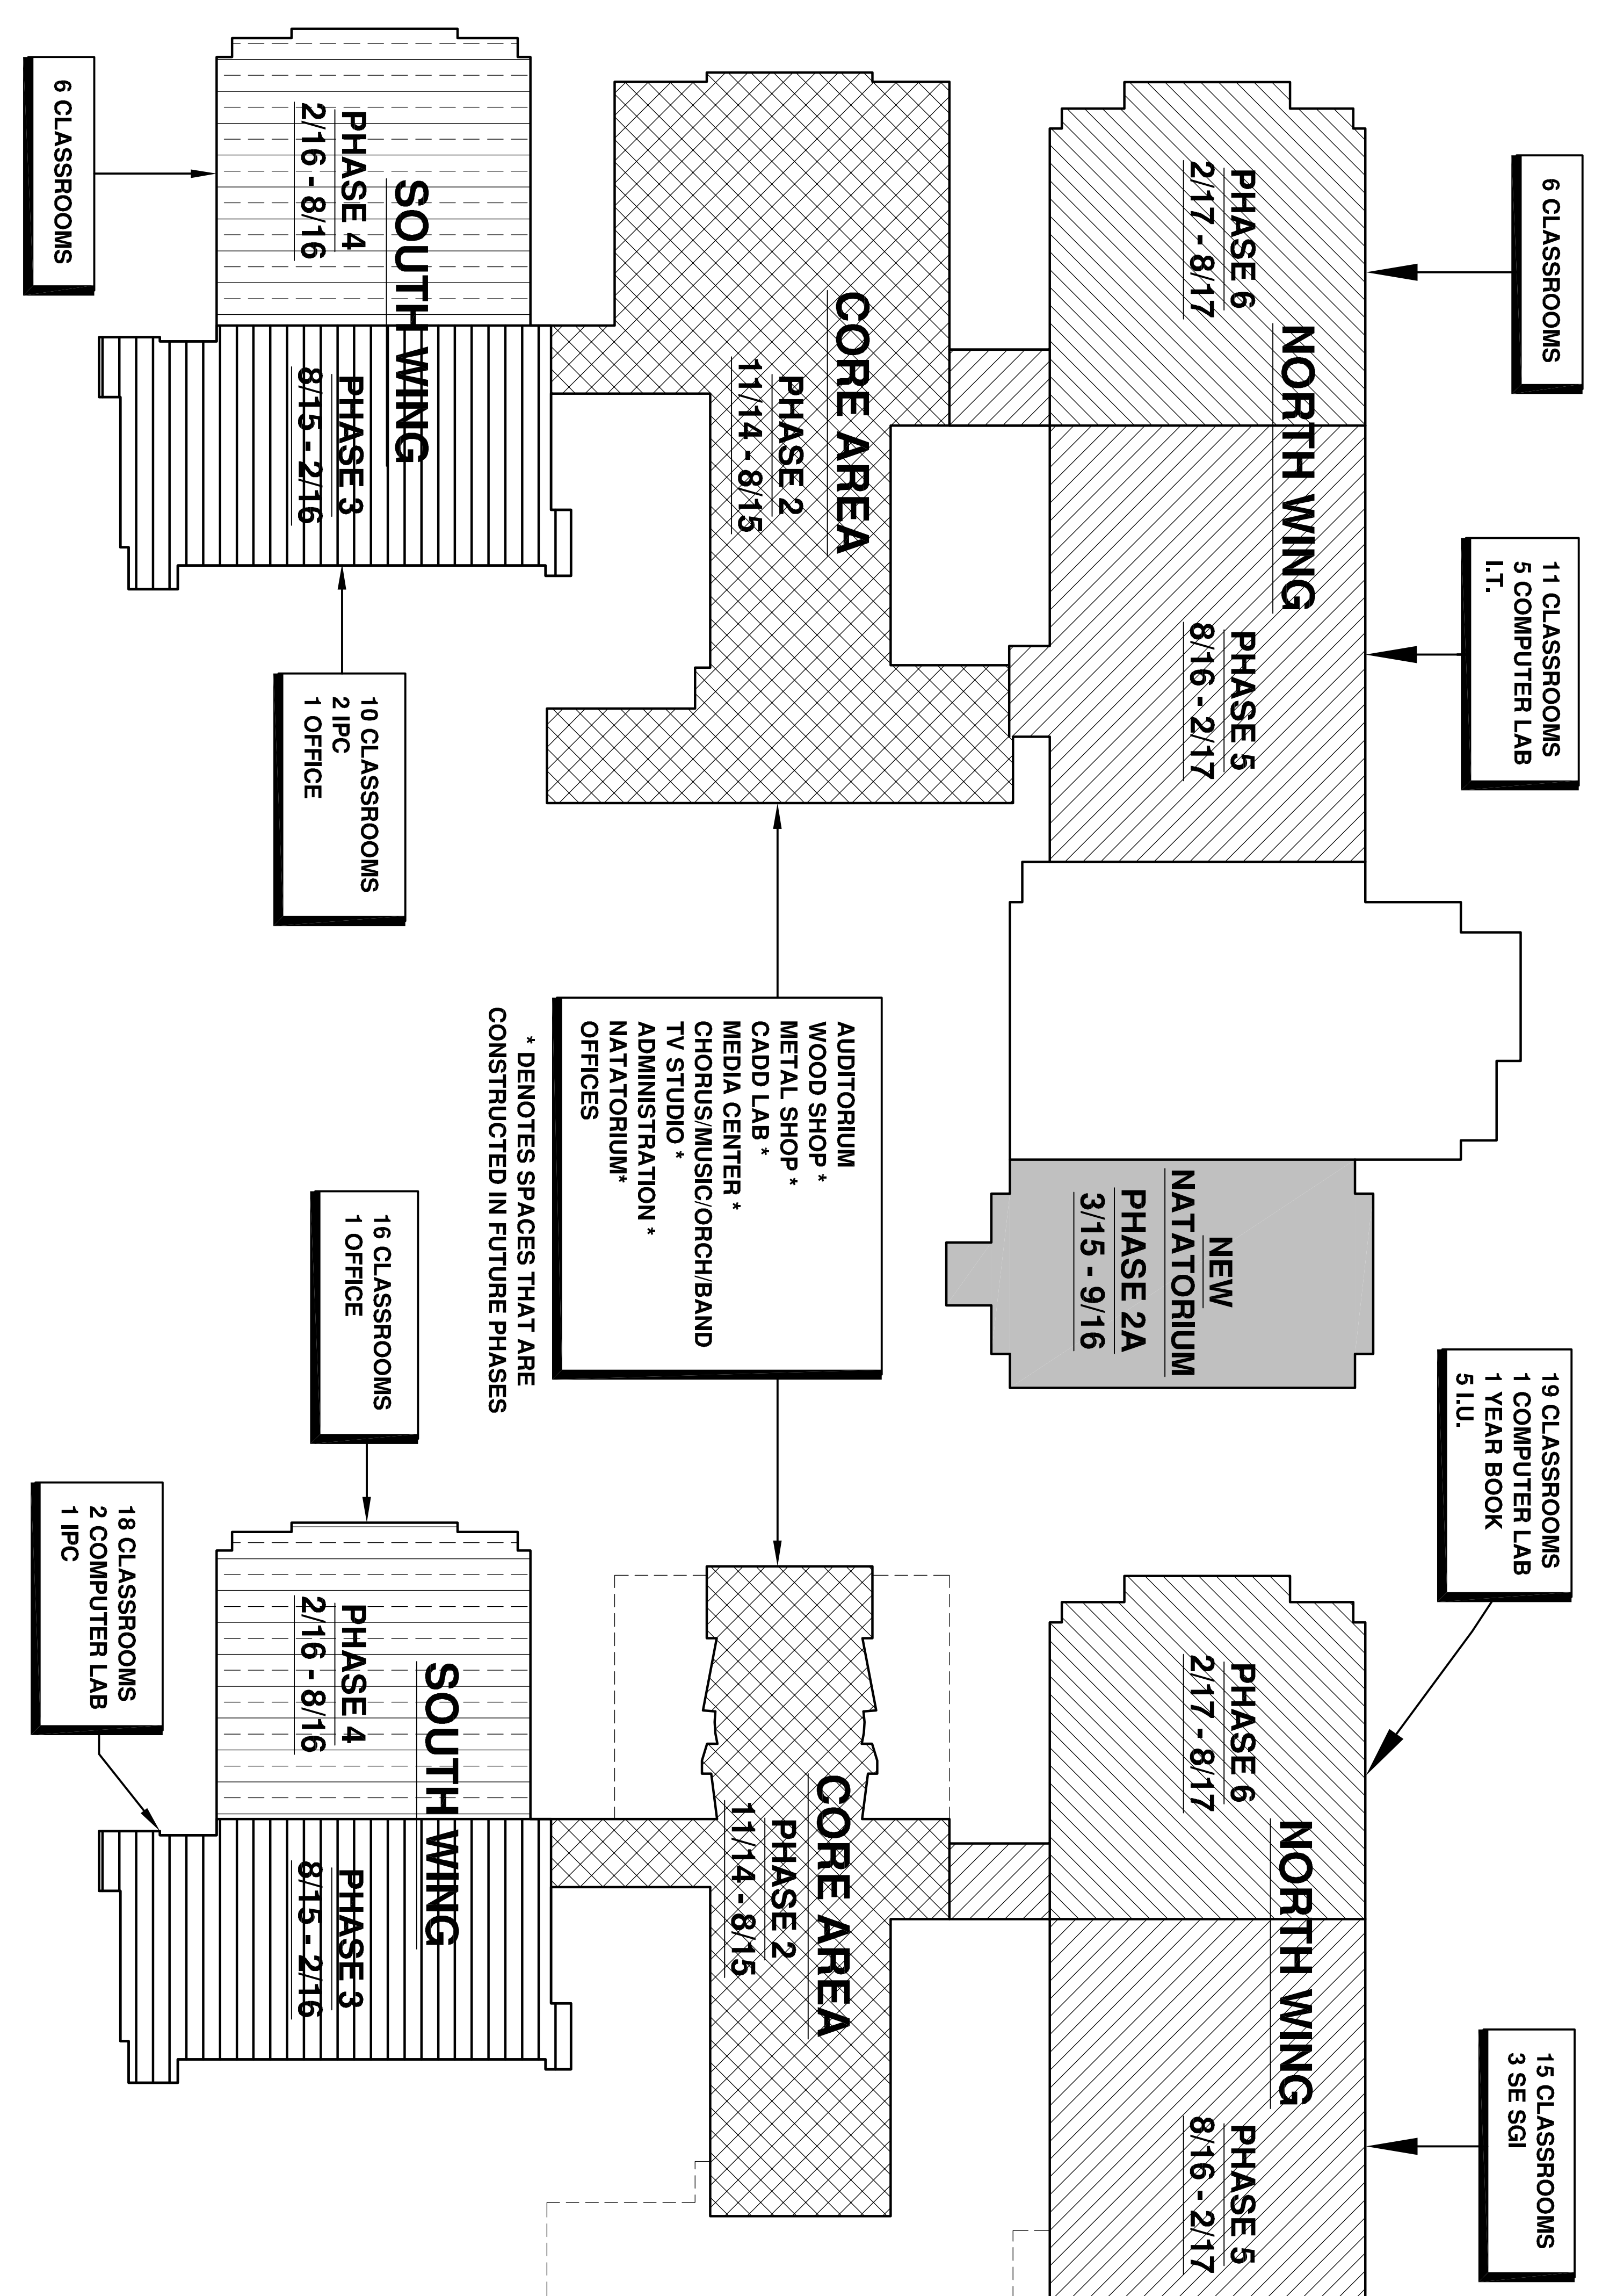 6 CLASSROOMS
11 CLASSROOMS
5 COMPUTER LAB
I.T.
19 CLASSROOMS
1 COMPUTER LAB
1 YEAR BOOK
5 I.U.
15 CLASSROOMS
3 SE SGI
NORTH WING
PHASE 6
2/17 - 8/17
PHASE 5
8/16 - 2/17
NEW
NATATORIUM
PHASE 2A
3/15 - 9/16
NORTH WING
PHASE 6
2/17 - 8/17
PHASE 5
8/16 - 2/17
CORE AREA
PHASE 2
11/14 - 8/15
AUDITORIUM
WOOD SHOP *
METAL SHOP *
CADD LAB *
MEDIA CENTER *
CHORUS/MUSIC/ORCH/BAND
TV STUDIO *
ADMINISTRATION *
NATATORIUM*
OFFICES
* DENOTES SPACES THAT ARE
CONSTRUCTED IN FUTURE PHASES
CORE AREA
PHASE 2
11/14 - 8/15
SOUTH WING
PHASE 4
2/16 - 8/16
PHASE 3
8/15 - 2/16
10 CLASSROOMS
2 IPC
1 OFFICE
16 CLASSROOMS
1 OFFICE
SOUTH WING
PHASE 4
2/16 - 8/16
PHASE 3
8/15 - 2/16
6 CLASSROOMS
18 CLASSROOMS
2 COMPUTER LAB
1 IPC